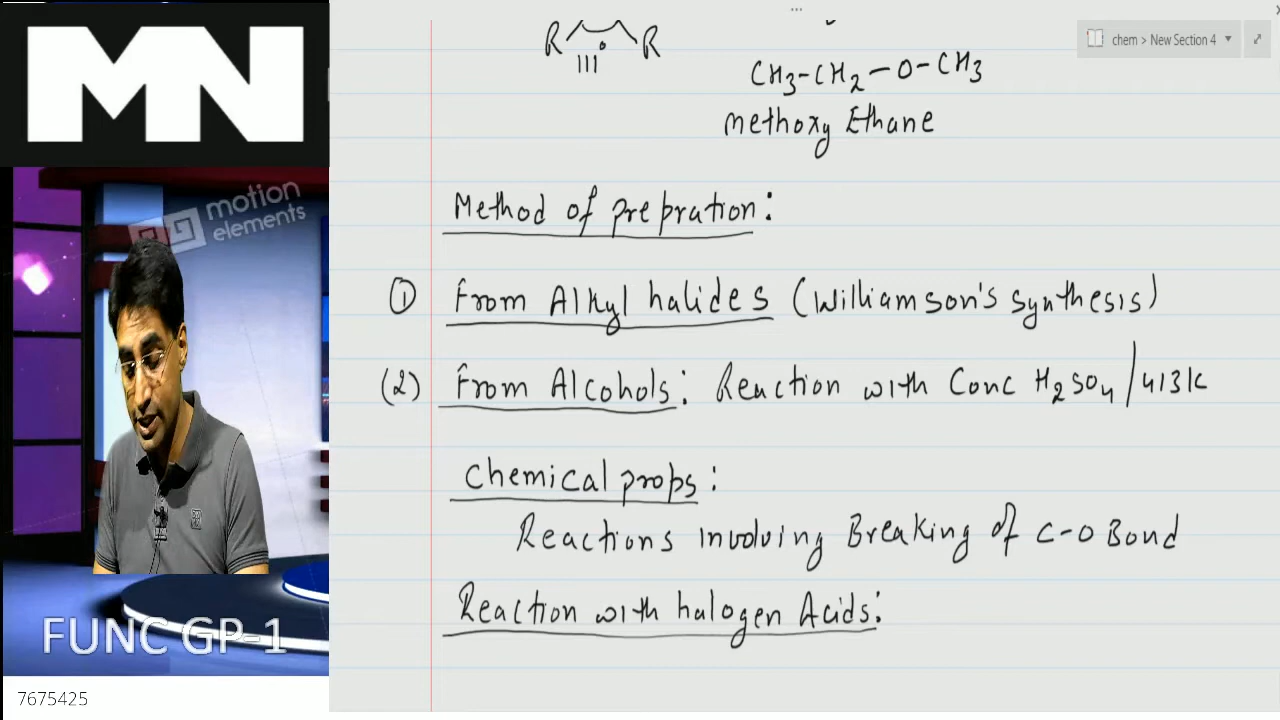 ...
MN
chem > New Section 4
R R
111°
CH3-CH2-O-CH3
methoxy Ethane
motion
elements
Method of prepration:
① From Alkyl halides (Williamson's synthesis)
(2) From Alcohols: Reaction with Conc H2SO4/413K
Chemical props:
Reactions involving Breaking of C-O Bond
Reaction with halogen Acids:
FUNC GP-1
7675425